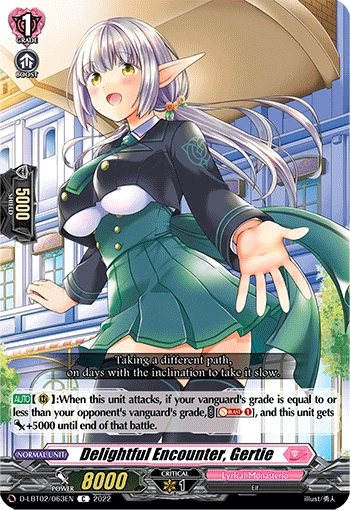 1
GRADE
BOOST
5000
SHIELD
Taking a different path,
on days with the inclination to take it slow.
AUTO【 】:When this unit attacks, if your vanguard's grade is equal to or
less than your opponent's vanguard's grade, [ BLAST 1], and this unit gets
+5000 until end of that battle.
NORMAL UNIT
Delightful Encounter, Gertie
Lyrical Monasterio
POWER
8000
CRITICAL
1
Elf
D-LBT02/063EN C 2022
illust/勇人